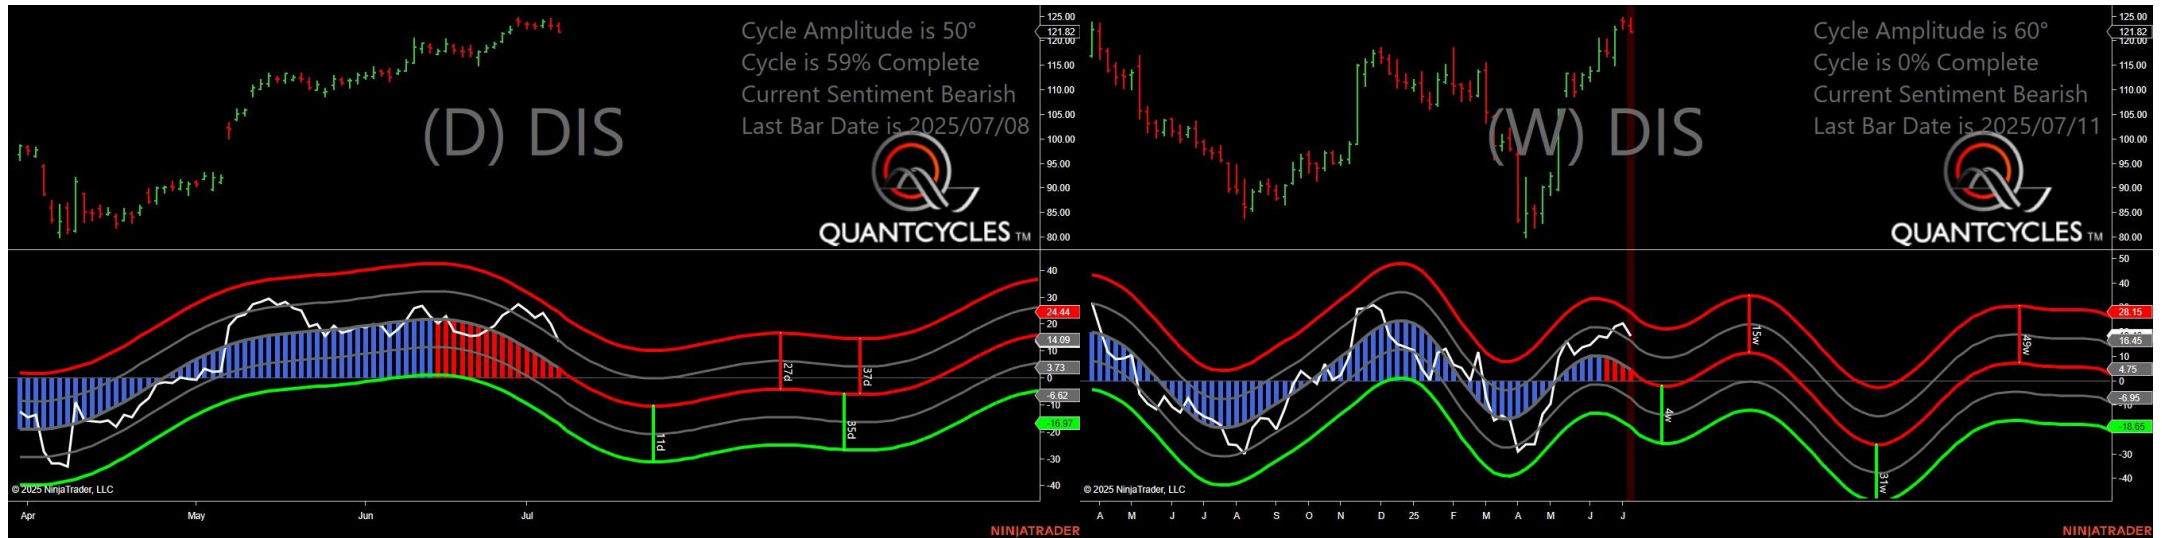 Cycle Amplitude is 50°
Cycle is 59% Complete
Current Sentiment Bearish
Last Bar Date is 2025/07/08
(D) DIS
QUANTCYCLES TM
125.00
121.82
120.00
115.00
110.00
105.00
100.00
95.00
90.00
85.00
80.00
40
30
24.44
20
14.09
10
3.73
0
-6.62
-10
-16.97
-20
-30
-40
11d
27d
35d
37d
© 2025 NinjaTrader, LLC
Apr May Jun Jul
NINJATRADER
Cycle Amplitude is 60°
Cycle is 0% Complete
Current Sentiment Bearish
Last Bar Date is 2025/07/11
(W) DIS
QUANTCYCLES TM
125.00
121.82
120.00
115.00
110.00
105.00
100.00
95.00
90.00
85.00
80.00
50
40
28.15
16.45
10
4.75
0
-6.95
-10
-18.65
-30
-40
4w
15w
31w
49w
© 2025 NinjaTrader, LLC
A M J J A S O N D 25 F M A M J J
NINJATRADER